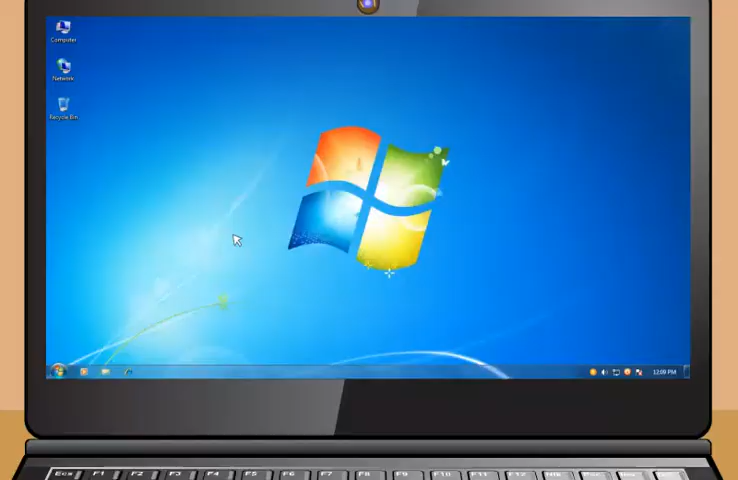 Computer
Network
Recycle Bin
12:09 PM
Esc F1 F2 F3 F4 F5 F6 F7 F8 F9 F10 F11 F12